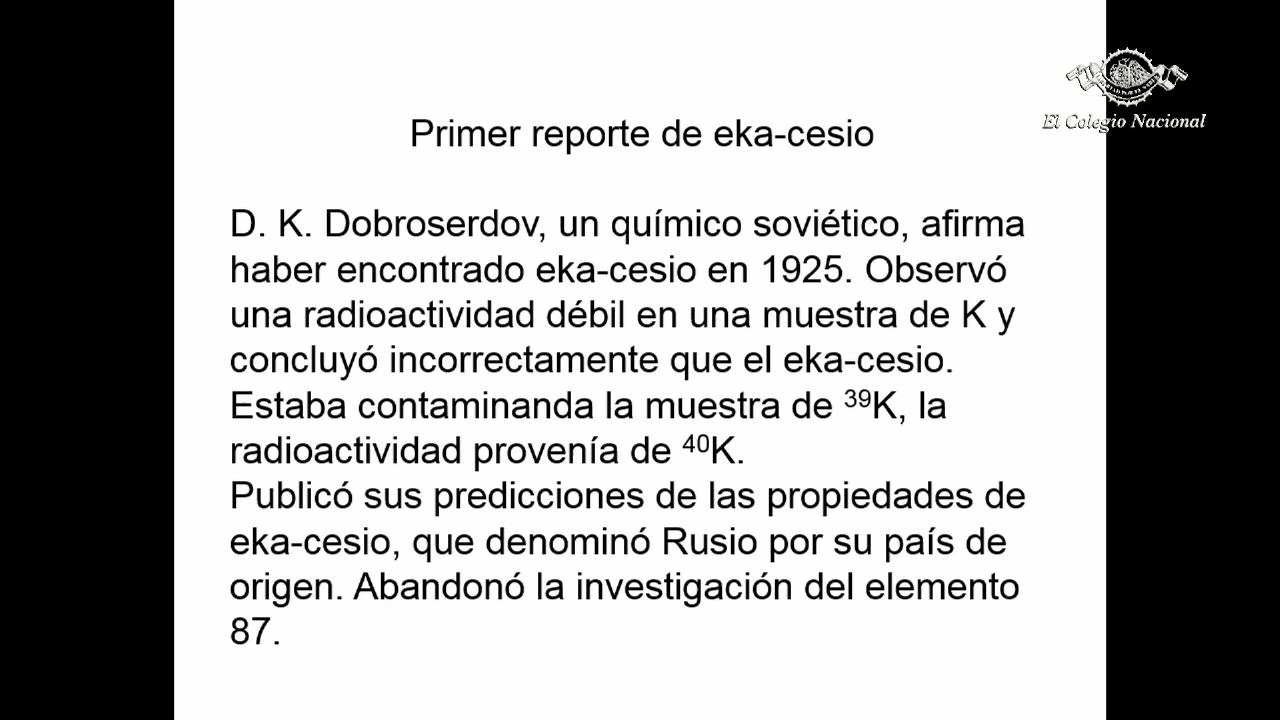 El Colegio Nacional
Primer reporte de eka-cesio
D. K. Dobroserdov, un químico soviético, afirma
haber encontrado eka-cesio en 1925. Observó
una radioactividad débil en una muestra de K y
concluyó incorrectamente que el eka-cesio.
Estaba contaminanda la muestra de ³⁹K, la
radioactividad provenía de ⁴⁰K.
Publicó sus predicciones de las propiedades de
eka-cesio, que denominó Rusio por su país de
origen. Abandonó la investigación del elemento
87.